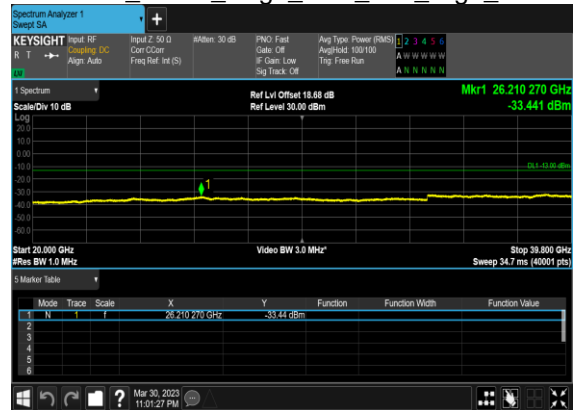 Spectrum Analyzer 1
Swept SA
KEYSIGHT Input: RF Input Z: 50 Ω #Atten: 30 dB PNO: Fast Avg Type: Power (RMS) 1 2 3 4 5 6
R T Coupling: DC Corr CCorr Gate: Off Avg|Hold: 100/100 A W W W W W
Align: Auto Freq Ref: Int (S) IF Gain: Low Trig: Free Run
Sig Track: Off A N N N N N
1 Spectrum Ref Lvl Offset 18.68 dB Mkr1 26.210 270 GHz
Scale/Div 10 dB Ref Level 30.00 dBm -33.441 dBm
Log
20.0
10.0
0.00
-10.0 DL1 -13.00 dBm
-20.0
-30.0 1
-40.0
-50.0
-60.0
Start 20.000 GHz Video BW 3.0 MHz* Stop 39.800 GHz
#Res BW 1.0 MHz Sweep 34.7 ms (40001 pts)
5 Marker Table
Mode Trace Scale X Y Function Function Width Function Value
1 N 1 f 26.210 270 GHz -33.44 dBm
2
3
4
5
6
? Mar 30, 2023
11:01:27 PM